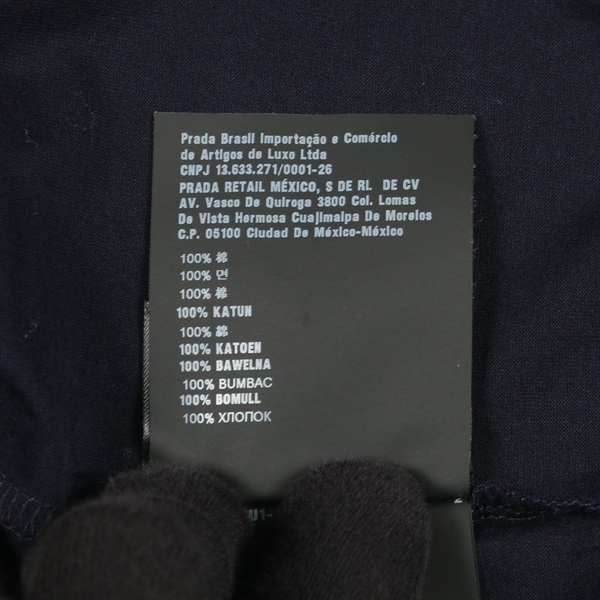 Prada Brasil Importação e Comércio
de Artigos de Luxo Ltda
CNPJ 13.633.271/0001-26
PRADA RETAIL MÉXICO, S DE RL DE CV
AV. Vasco De Quiroga 3800 Col. Lomas
De Vista Hermosa Cuajimalpa De Morelos
C.P. 05100 Ciudad De México-México
100% 棉
100% 면
100% 棉
100% KATUN
100% 綿
100% KATOEN
100% BAWEŁNA
100% BUMBAC
100% BOMULL
100% ХЛОПОК